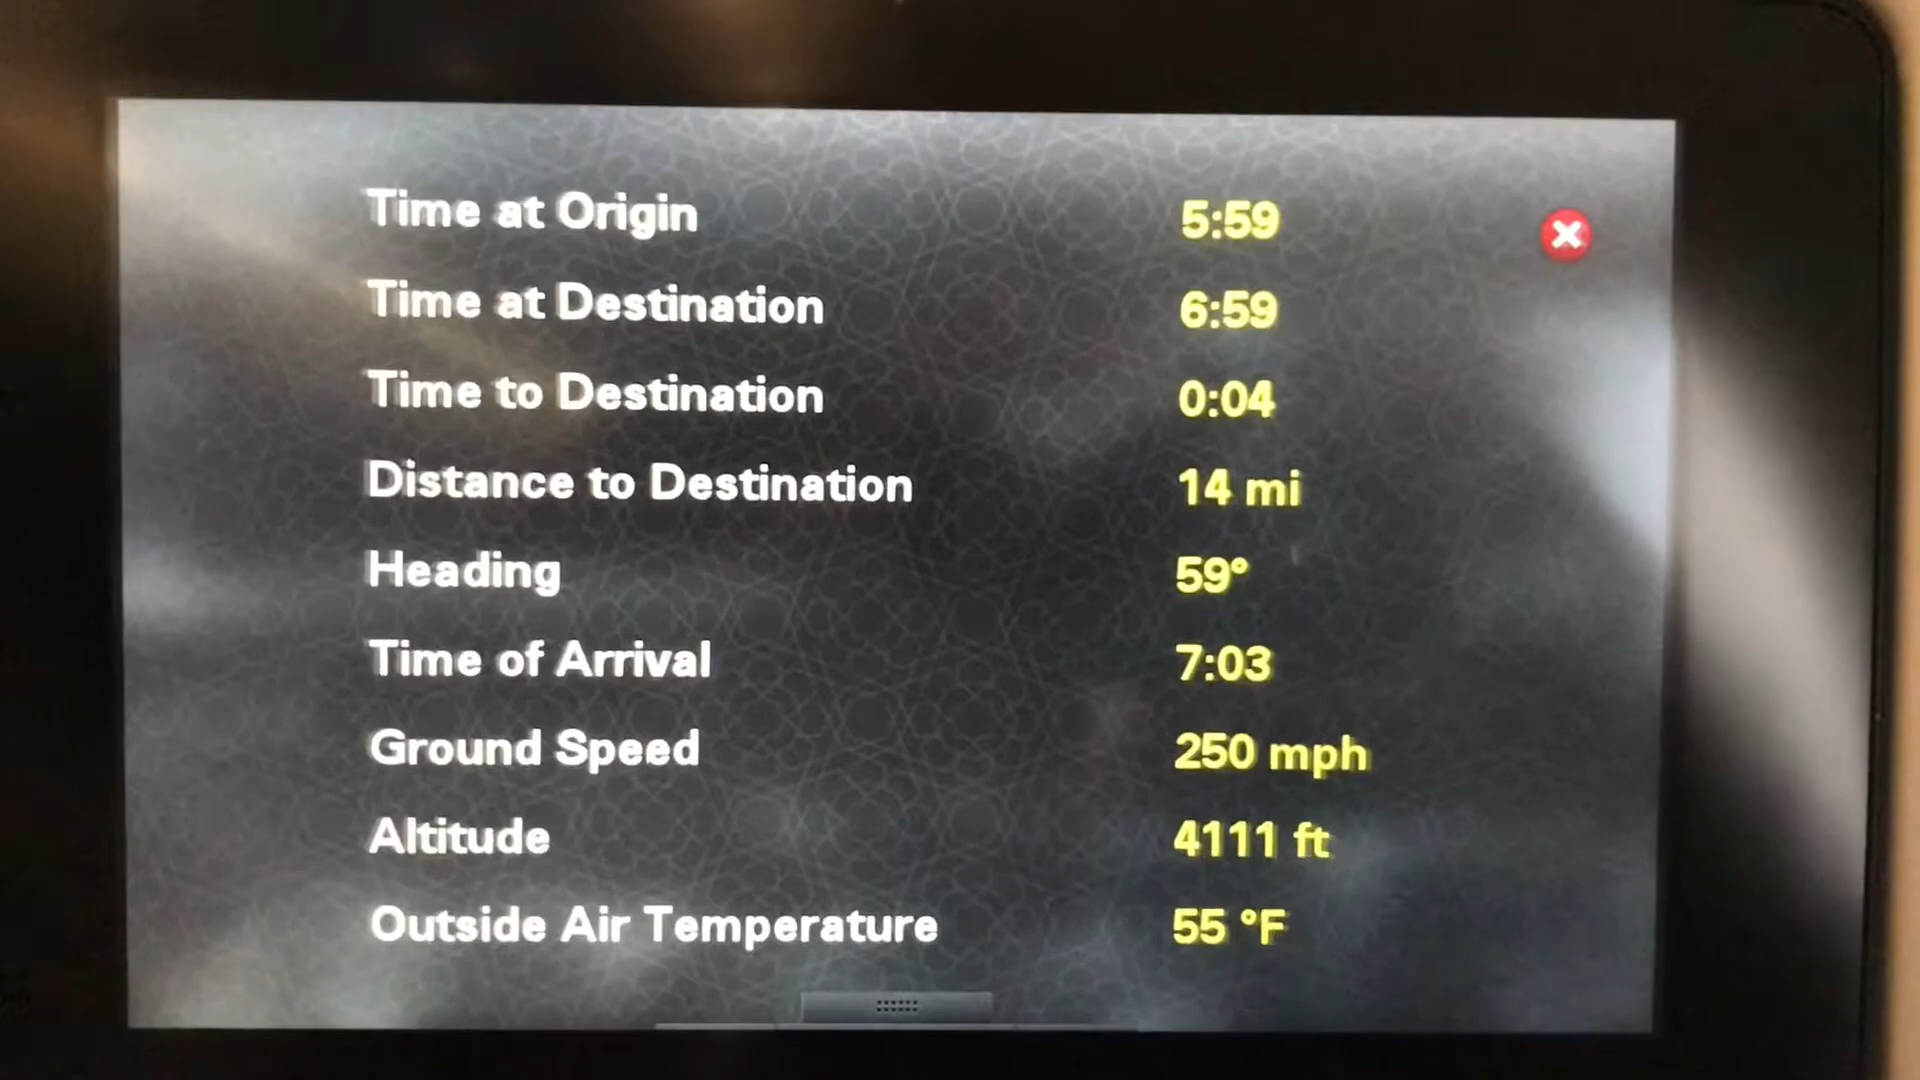 Time at Origin 5:59
Time at Destination 6:59
Time to Destination 0:04
Distance to Destination 14 mi
Heading 59°
Time of Arrival 7:03
Ground Speed 250 mph
Altitude 4111 ft
Outside Air Temperature 55 °F